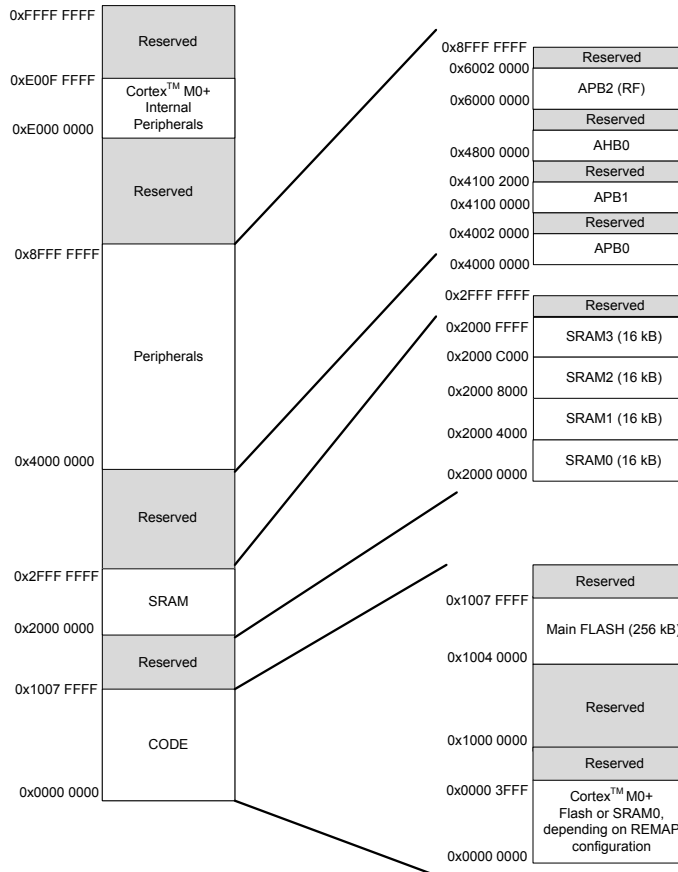 0xFFFF FFFF
Reserved
0xE00F FFFF
Cortex™ M0+
Internal
Peripherals
0xE000 0000
Reserved
0x8FFF FFFF
Peripherals
0x4000 0000
Reserved
0x2FFF FFFF
SRAM
0x2000 0000
Reserved
0x1007 FFFF
CODE
0x0000 0000
0x8FFF FFFF
Reserved
0x6002 0000
APB2 (RF)
0x6000 0000
Reserved
AHB0
0x4800 0000
Reserved
0x4100 2000
APB1
0x4100 0000
Reserved
0x4002 0000
APB0
0x4000 0000
0x2FFF FFFF
Reserved
0x2000 FFFF
SRAM3 (16 kB)
0x2000 C000
SRAM2 (16 kB)
0x2000 8000
SRAM1 (16 kB)
0x2000 4000
SRAM0 (16 kB)
0x2000 0000
Reserved
0x1007 FFFF
Main FLASH (256 kB)
0x1004 0000
Reserved
0x1000 0000
Reserved
0x0000 3FFF
Cortex™ M0+
Flash or SRAM0,
depending on REMAP
configuration
0x0000 0000